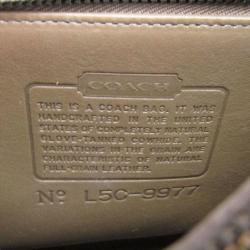 COACH
THIS IS A COACH BAG. IT WAS
HANDCRAFTED IN THE UNITED
STATES OF COMPLETELY NATURAL
GLOVE-TANNED COWHIDE. THE
VARIATIONS IN THE GRAIN ARE
CHARACTERISTIC OF NATURAL
FULL-GRAIN LEATHER.
Nº L5C-9977